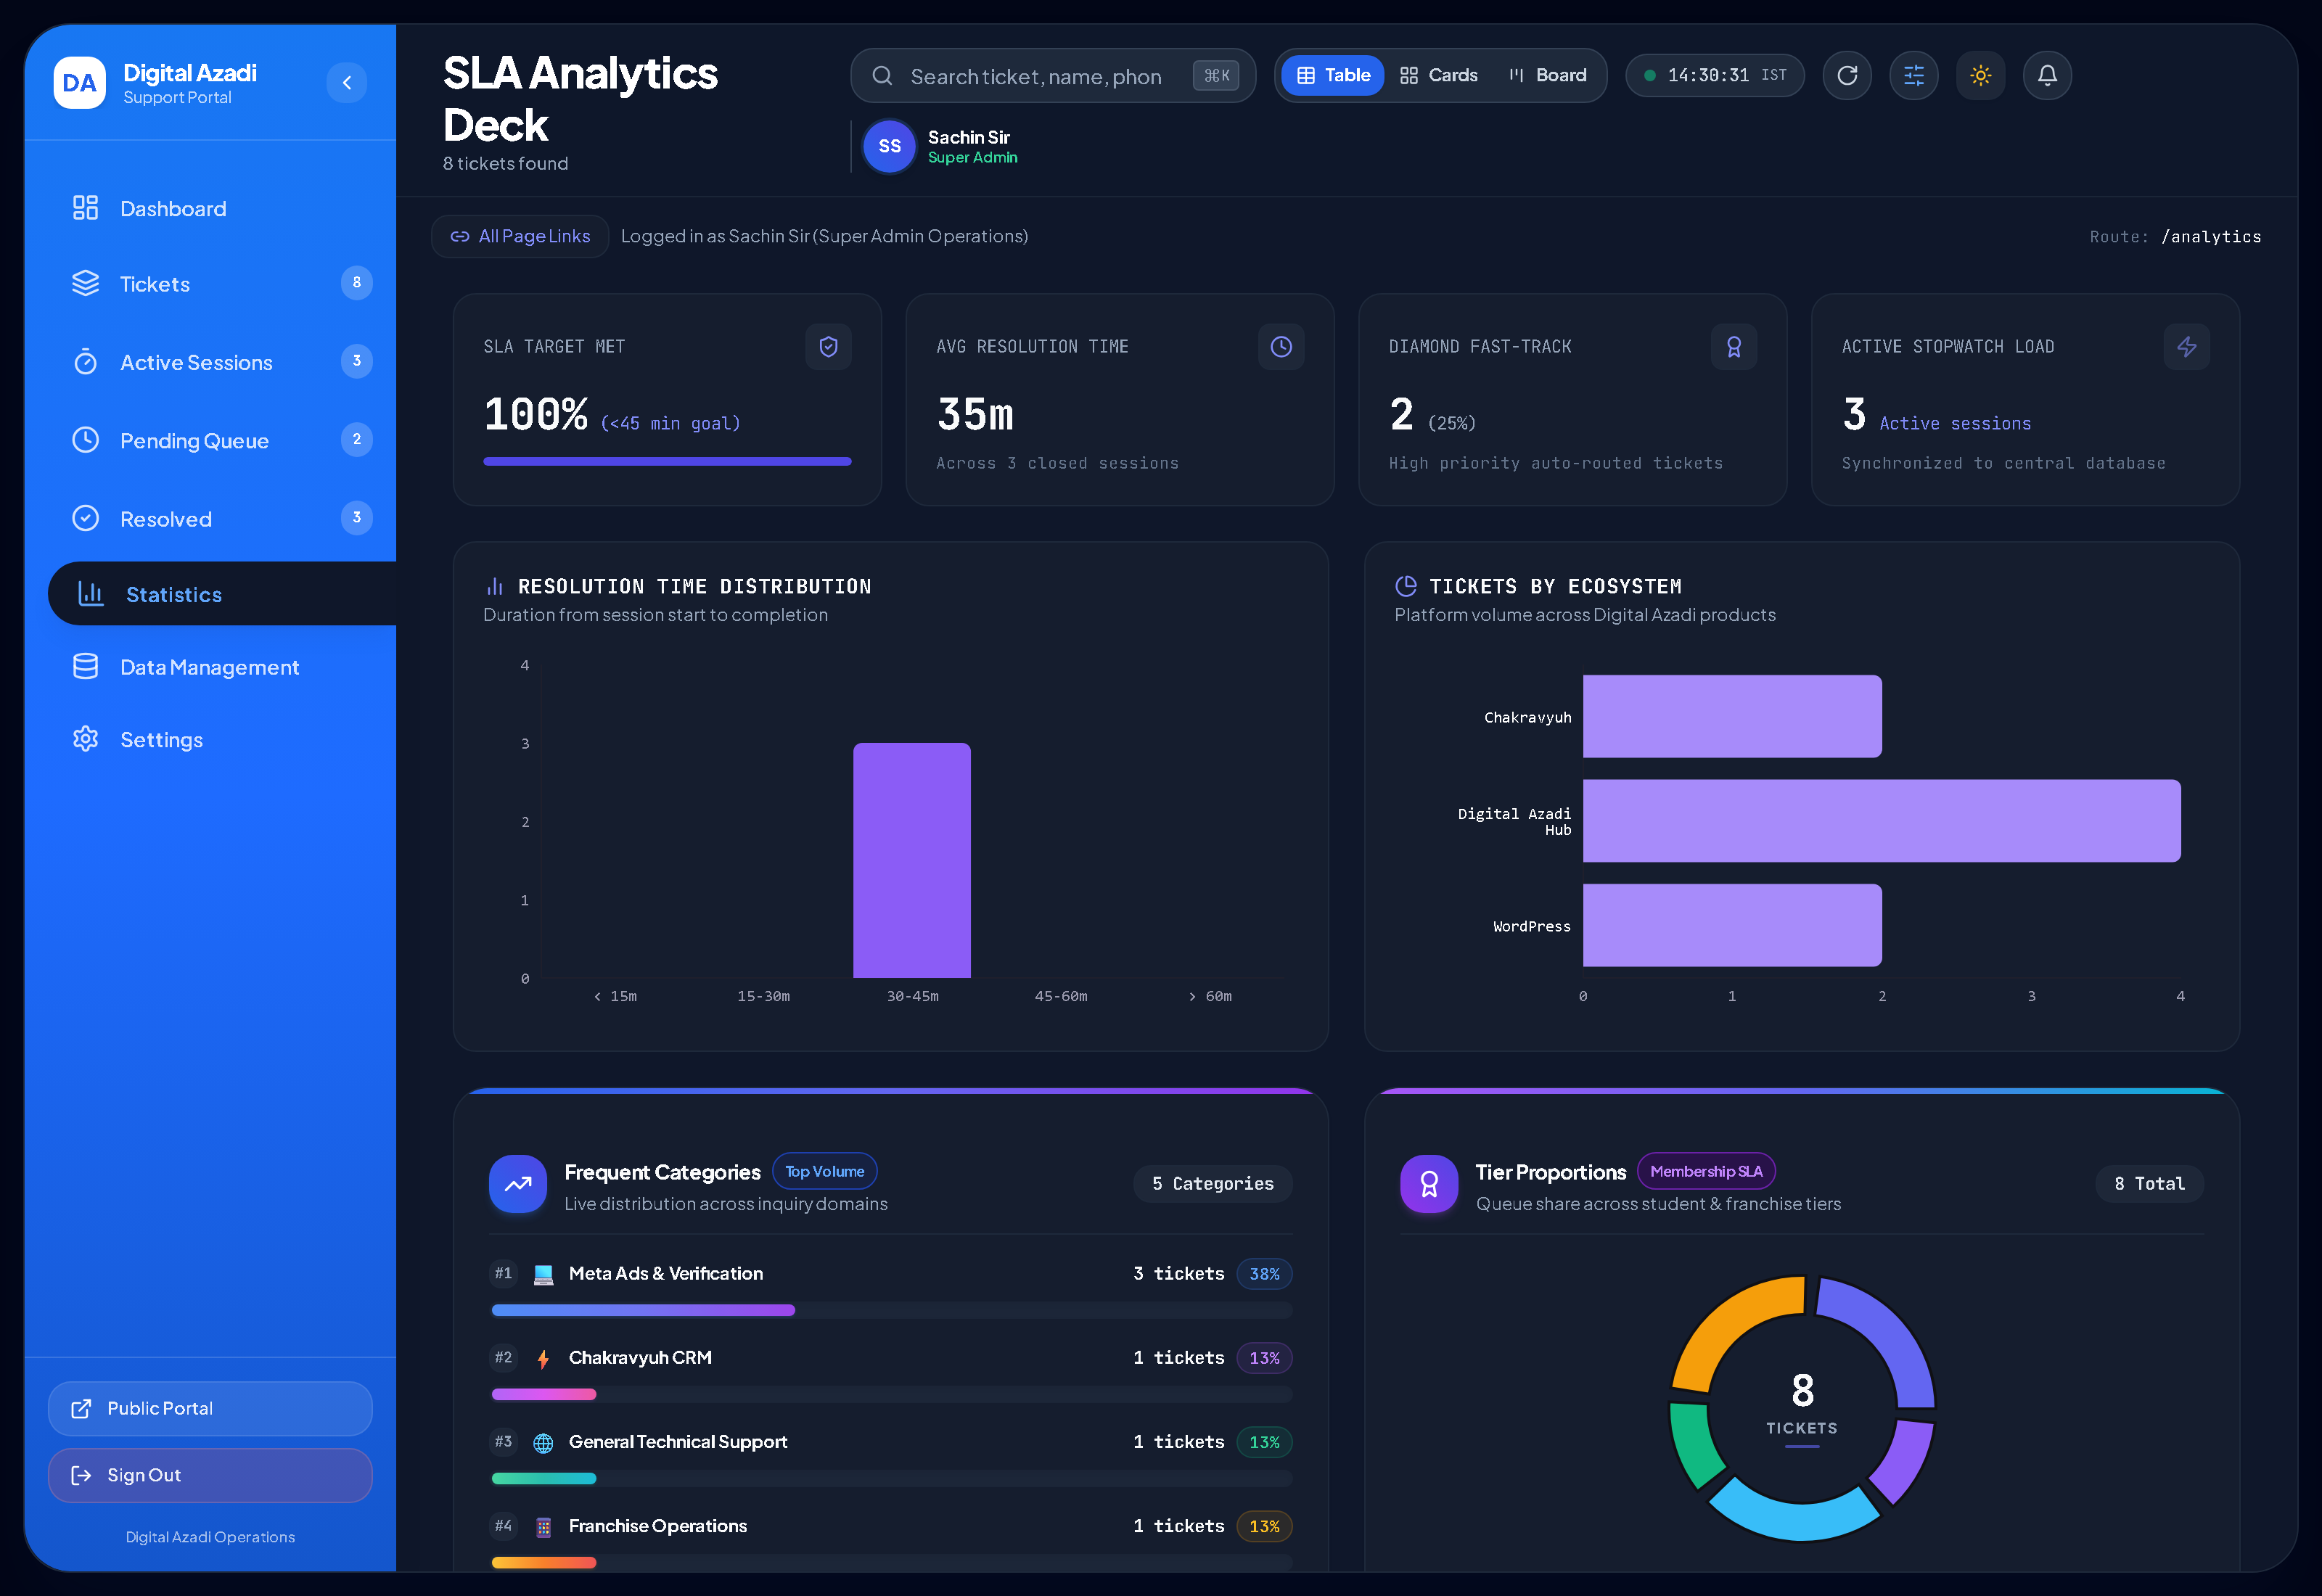 DA
Digital Azadi
Support Portal
Dashboard
Tickets
8
Active Sessions
3
Pending Queue
2
Resolved
3
Statistics
Data Management
Settings
Public Portal
Sign Out
Digital Azadi Operations
SLA Analytics
Deck
8 tickets found
Search ticket, name, phon
⌘K
Table
Cards
Board
14:30:31 IST
SS
Sachin Sir
Super Admin
All Page Links
Logged in as Sachin Sir (Super Admin Operations)
Route: /analytics
SLA TARGET MET
100% (<45 min goal)
AVG RESOLUTION TIME
35m
Across 3 closed sessions
DIAMOND FAST-TRACK
2 (25%)
High priority auto-routed tickets
ACTIVE STOPWATCH LOAD
3 Active sessions
Synchronized to central database
RESOLUTION TIME DISTRIBUTION
Duration from session start to completion
4
3
2
1
0
< 15m
15-30m
30-45m
45-60m
> 60m
TICKETS BY ECOSYSTEM
Platform volume across Digital Azadi products
Chakravyuh
Digital Azadi
Hub
WordPress
0
1
2
3
4
Frequent Categories
Top Volume
Live distribution across inquiry domains
5 Categories
#1
Meta Ads & Verification
3 tickets
38%
#2
Chakravyuh CRM
1 tickets
13%
#3
General Technical Support
1 tickets
13%
#4
Franchise Operations
1 tickets
13%
Tier Proportions
Membership SLA
Queue share across student & franchise tiers
8 Total
8
TICKETS